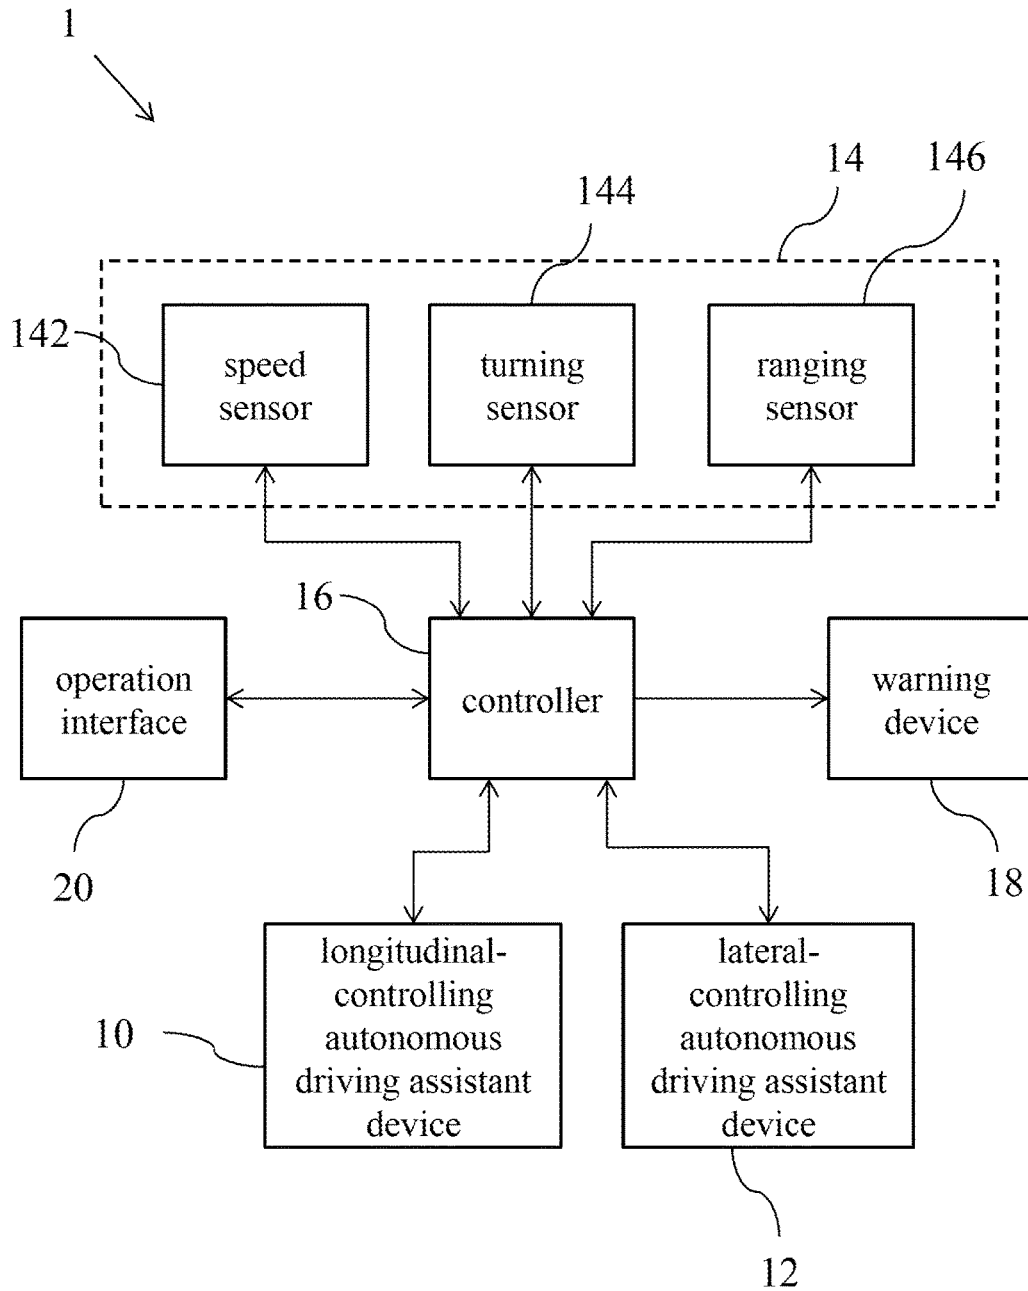 1
14
146
144
142
speed
sensor
turning
sensor
ranging
sensor
16
operation
interface
controller
warning
device
20
18
longitudinal-
controlling
autonomous
driving assistant
device
lateral-
controlling
autonomous
driving assistant
device
10
12